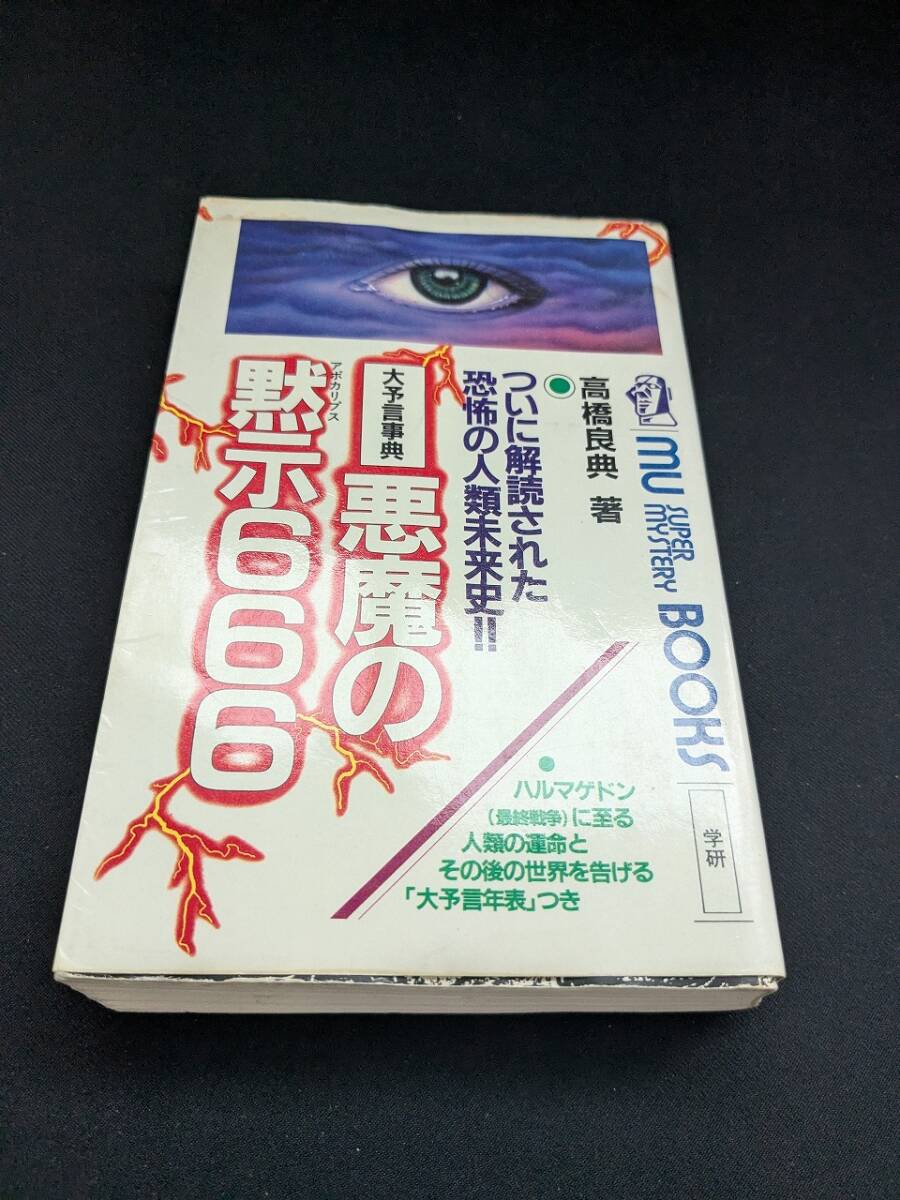 MU SUPER MYSTERY BOOKS
学研
高橋良典 著
ついに解読された
恐怖の人類未来史!!
大予言事典
悪魔の
黙示666
アポカリプス
ハルマゲドン
(最終戦争)に至る
人類の運命と
その後の世界を告げる
「大予言年表」つき